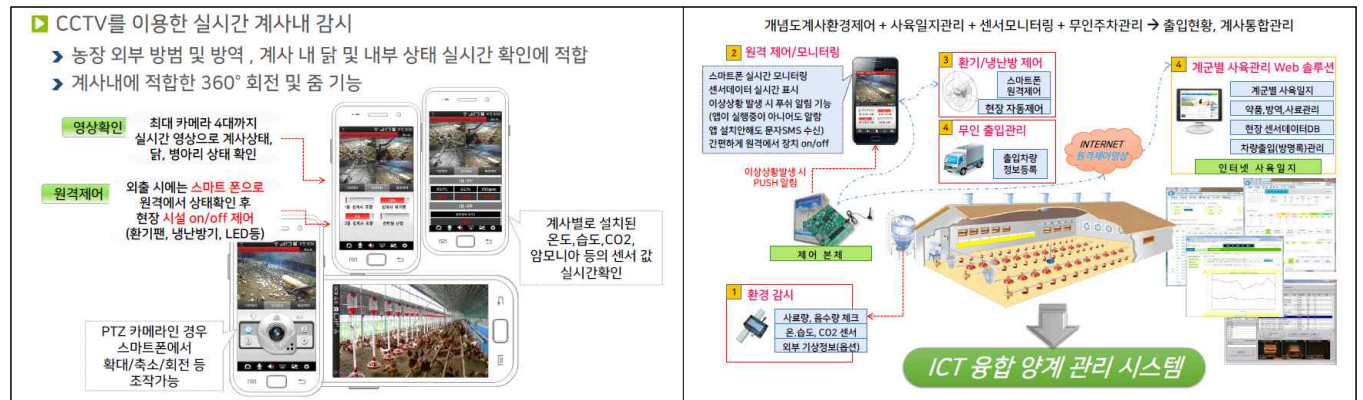 CCTV를 이용한 실시간 계사내 감시
농장 외부 방범 및 방역 , 계사 내 닭 및 내부 상태 실시간 확인에 적합
계사내에 적합한 360° 회전 및 줌 기능
영상확인
최대 카메라 4대까지
실시간 영상으로 계사상태,
닭, 병아리 상태 확인
원격제어
외출 시에는 스마트 폰으로
원격에서 상태확인 후
현장 시설 on/off 제어
(환기팬, 냉난방기, LED등)
계사별로 설치된
온도,습도,CO2,
암모니아 등의 센서 값
실시간확인
PTZ 카메라인 경우
스마트폰에서
확대/축소/회전 등
조작가능
개념도계사환경제어 + 사육일지관리 + 센서모니터링 + 무인주차관리 → 출입현황, 계사통합관리
2 원격 제어/모니터링
스마트폰 실시간 모니터링
센서데이터 실시간 표시
이상상황 발생 시 푸쉬 알림 기능
(앱이 실행중이 아니어도 알람
앱 설치안해도 문자SMS 수신)
간편하게 원격에서 장치 on/off
이상상황발생 시
PUSH 알림
제어 본체
3 환기/냉난방 제어
스마트폰
원격제어
현장 자동제어
4 무인 출입관리
출입차량
정보등록
INTERNET
원격제어영상
4 계군별 사육관리 Web 솔루션
계군별 사육일지
약품,방역,사료관리
현장 센서데이터DB
차량출입(방명록)관리
인터넷 사육일지
1 환경 감시
사료량, 음수량 체크
온.습도, CO2 센서
외부 기상정보(옵션)
ICT 융합 양계 관리 시스템